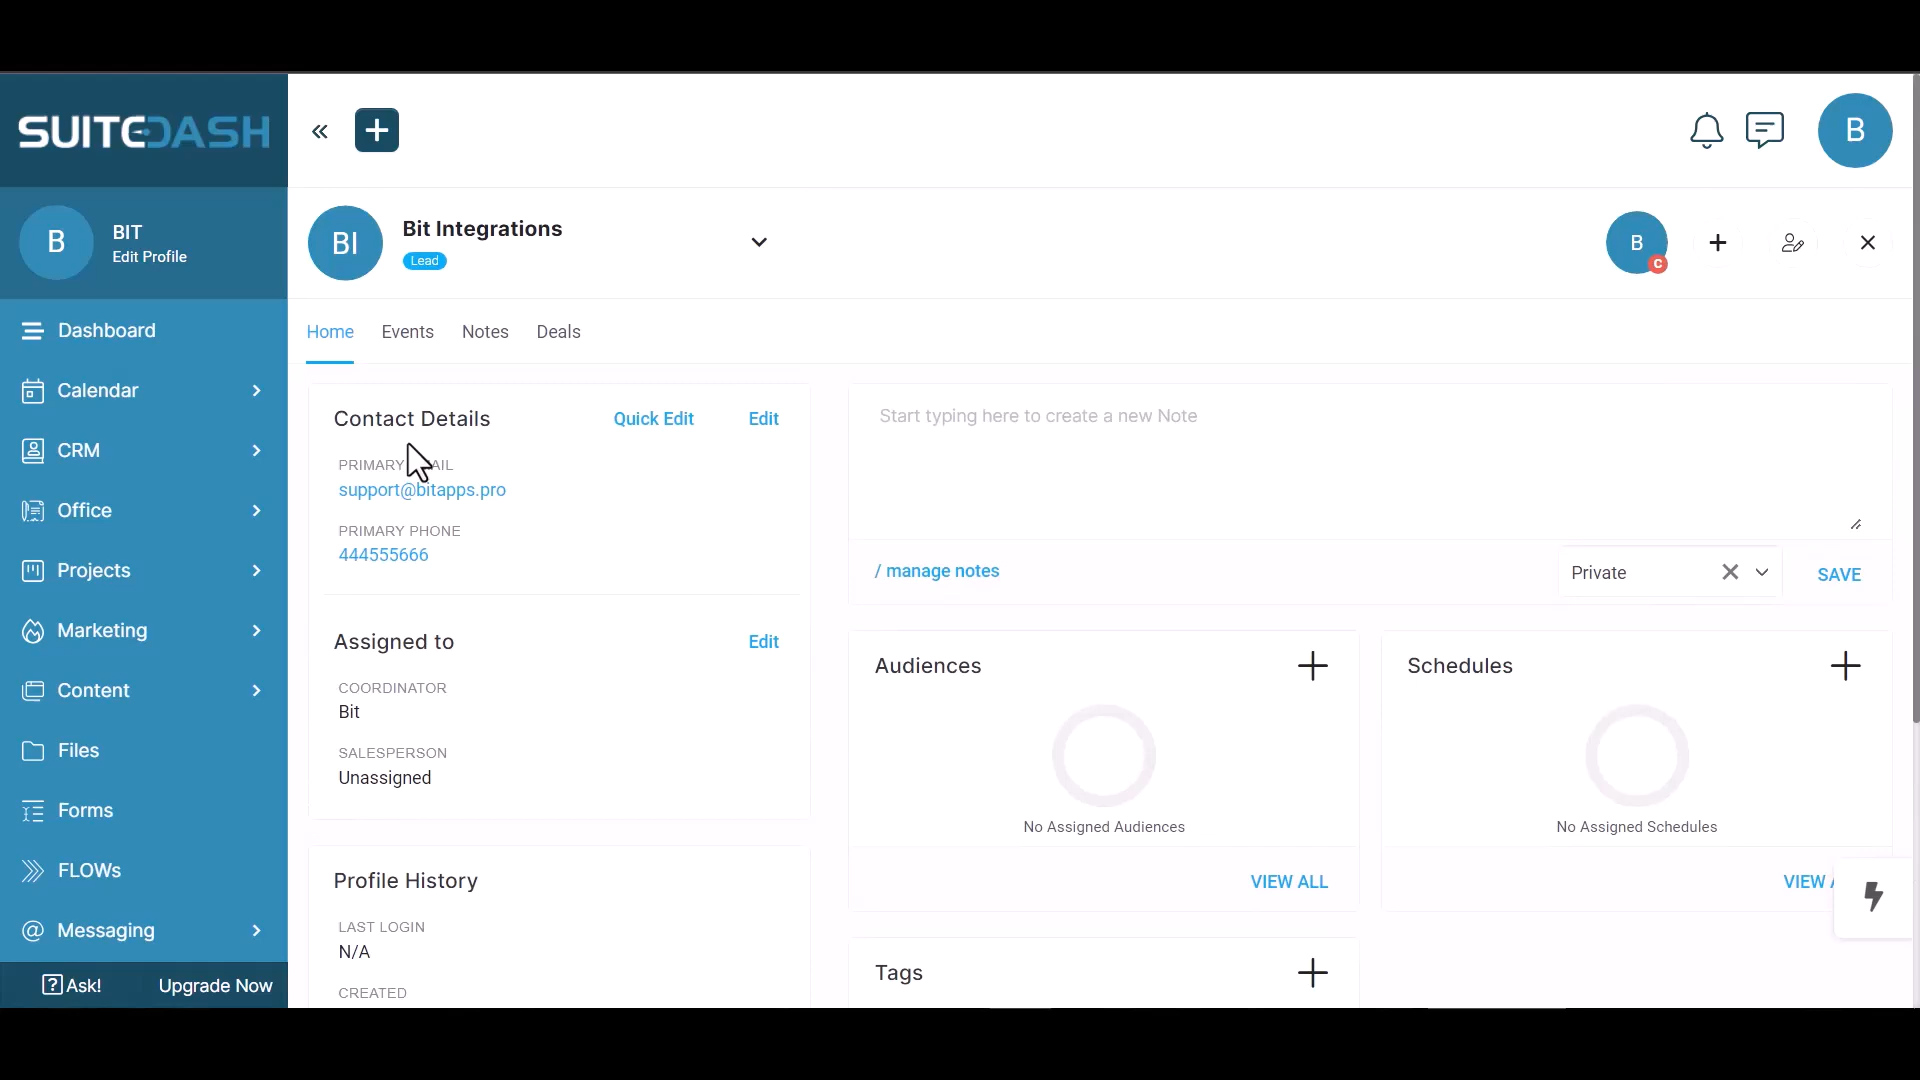 SUITEDASH
B
B
BIT
Edit Profile
Dashboard
Calendar
CRM
Office
Projects
Marketing
Content
Files
Forms
FLOWs
Messaging
Ask!
Upgrade Now
BI
Bit Integrations
Lead
B
C
Home Events Notes Deals
Contact Details
Quick Edit
Edit
PRIMARY
AIL
support@bitapps.pro
PRIMARY PHONE
444555666
Assigned to
Edit
COORDINATOR
Bit
SALESPERSON
Unassigned
Profile History
LAST LOGIN
N/A
CREATED
Start typing here to create a new Note
/ manage notes
Private
SAVE
Audiences
No Assigned Audiences
VIEW ALL
Schedules
No Assigned Schedules
VIEW
Tags